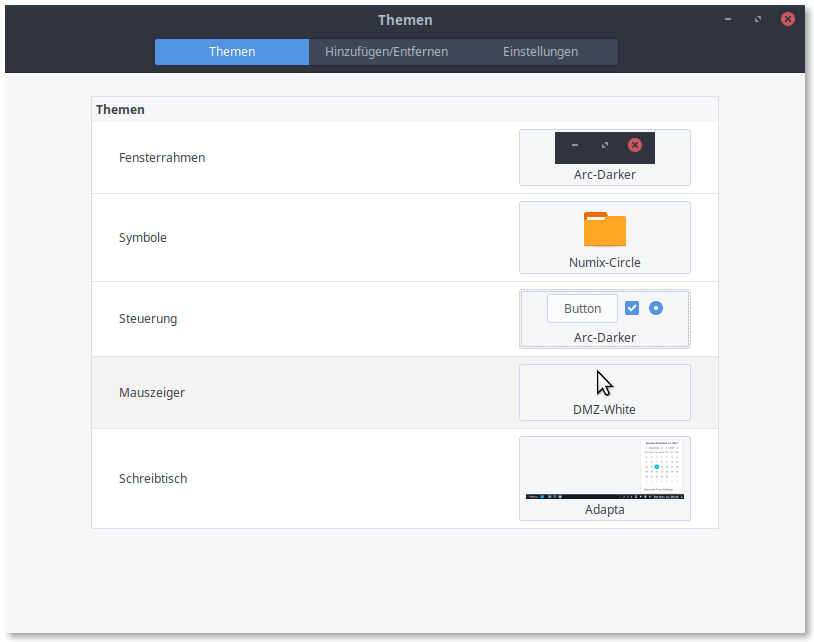 Themen
Themen Hinzufügen/Entfernen Einstellungen
Themen
Fensterrahmen
Arc-Darker
Symbole
Numix-Circle
Button
Steuerung
Arc-Darker
Mauszeiger
DMZ-White
Schreibtisch
Adapta